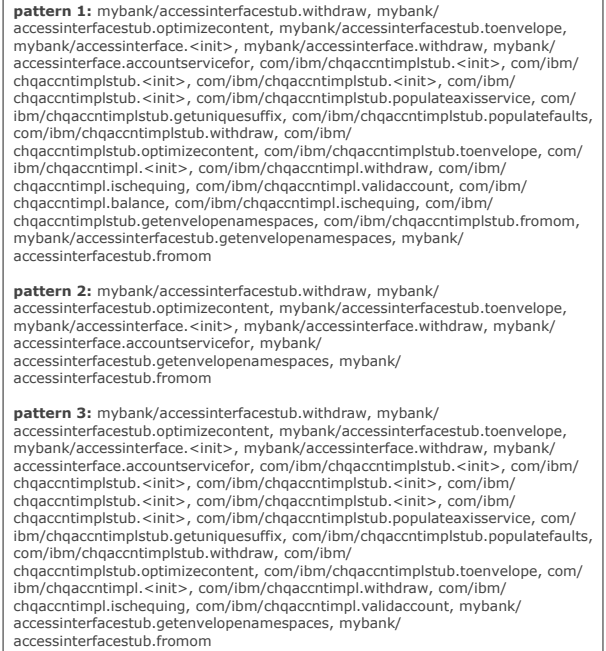 pattern 1: mybank/accessinterfacestub.withdraw, mybank/
accessinterfacestub.optimizecontent, mybank/accessinterfacestub.toenvelope,
mybank/accessinterface.<init>, mybank/accessinterface.withdraw, mybank/
accessinterface.accountservicefor, com/ibm/chqaccntimplstub.<init>, com/ibm/
chqaccntimplstub.<init>, com/ibm/chqaccntimplstub.<init>, com/ibm/
chqaccntimplstub.<init>, com/ibm/chqaccntimplstub.populateaxisservice, com/
ibm/chqaccntimplstub.getuniquesuffix, com/ibm/chqaccntimplstub.populatefaults,
com/ibm/chqaccntimplstub.withdraw, com/ibm/
chqaccntimplstub.optimizecontent, com/ibm/chqaccntimplstub.toenvelope, com/
ibm/chqaccntimpl.<init>, com/ibm/chqaccntimpl.withdraw, com/ibm/
chqaccntimpl.ischequing, com/ibm/chqaccntimpl.validaccount, com/ibm/
chqaccntimpl.balance, com/ibm/chqaccntimpl.ischequing, com/ibm/
chqaccntimplstub.getenvelopenamespaces, com/ibm/chqaccntimplstub.fromom,
mybank/accessinterfacestub.getenvelopenamespaces, mybank/
accessinterfacestub.fromom
pattern 2: mybank/accessinterfacestub.withdraw, mybank/
accessinterfacestub.optimizecontent, mybank/accessinterfacestub.toenvelope,
mybank/accessinterface.<init>, mybank/accessinterface.withdraw, mybank/
accessinterface.accountservicefor, mybank/
accessinterfacestub.getenvelopenamespaces, mybank/
accessinterfacestub.fromom
pattern 3: mybank/accessinterfacestub.withdraw, mybank/
accessinterfacestub.optimizecontent, mybank/accessinterfacestub.toenvelope,
mybank/accessinterface.<init>, mybank/accessinterface.withdraw, mybank/
accessinterface.accountservicefor, com/ibm/chqaccntimplstub.<init>, com/ibm/
chqaccntimplstub.<init>, com/ibm/chqaccntimplstub.<init>, com/ibm/
chqaccntimplstub.<init>, com/ibm/chqaccntimplstub.<init>, com/ibm/
chqaccntimplstub.<init>, com/ibm/chqaccntimplstub.populateaxisservice, com/
ibm/chqaccntimplstub.getuniquesuffix, com/ibm/chqaccntimplstub.populatefaults,
com/ibm/chqaccntimplstub.withdraw, com/ibm/
chqaccntimplstub.optimizecontent, com/ibm/chqaccntimplstub.toenvelope, com/
ibm/chqaccntimpl.<init>, com/ibm/chqaccntimpl.withdraw, com/ibm/
chqaccntimpl.ischequing, com/ibm/chqaccntimpl.validaccount, mybank/
accessinterfacestub.getenvelopenamespaces, mybank/
accessinterfacestub.fromom